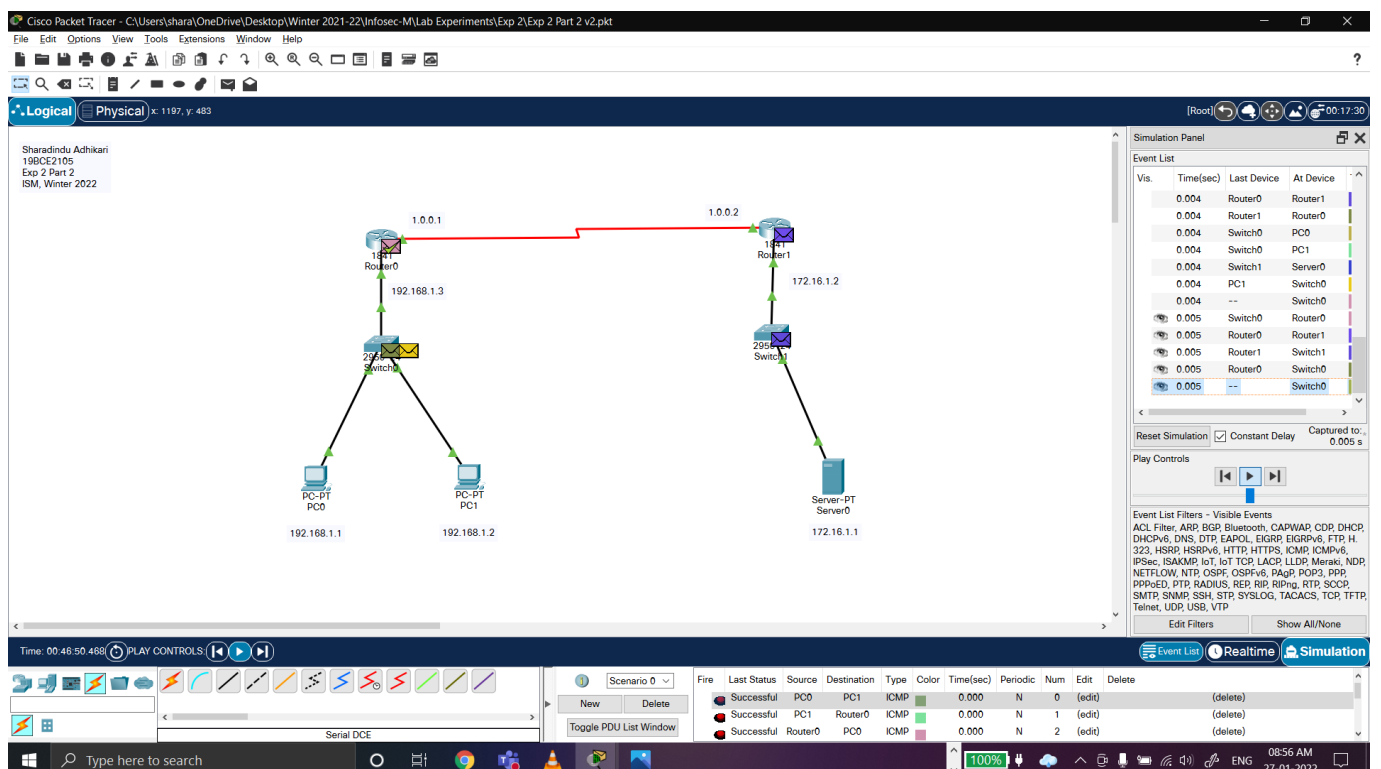 Cisco Packet Tracer - C:\Users\shara\OneDrive\Desktop\Winter 2021-22\Infosec-M\Lab Experiments\Exp 2\Exp 2 Part 2 v2.pkt
File Edit Options View Tools Extensions Window Help
?
Logical Physical x: 1197, y: 483 [Root] 00:17:30
Sharadindu Adhikari
19BCE2105
Exp 2 Part 2
ISM, Winter 2022
1.0.0.1
1.0.0.2
1841
Router0
1841
Router1
192.168.1.3
172.16.1.2
Switch0
Switch1
PC-PT
PC0
PC-PT
PC1
Server-PT
Server0
192.168.1.1
192.168.1.2
172.16.1.1
Simulation Panel
Event List
Vis. Time(sec) Last Device At Device
0.004 Router0 Router1
0.004 Router1 Router0
0.004 Switch0 PC0
0.004 Switch0 PC1
0.004 Switch1 Server0
0.004 PC1 Switch0
0.004 -- Switch0
0.005 Switch0 Router0
0.005 Router0 Router1
0.005 Router1 Switch1
0.005 Router0 Switch0
0.005 -- Switch0
Reset Simulation Constant Delay Captured to:
0.005 s
Play Controls
Event List Filters - Visible Events
ACL Filter, ARP, BGP, Bluetooth, CAPWAP, CDP, DHCP,
DHCPv6, DNS, DTP, EAPOL, EIGRP, EIGRPv6, FTP, H.
323, HSRP, HSRPv6, HTTP, HTTPS, ICMP, ICMPv6,
IPSec, ISAKMP, IoT, IoT TCP, LACP, LLDP, Meraki, NDP,
NETFLOW, NTP, OSPF, OSPFv6, PAgP, POP3, PPP,
PPPoED, PTP, RADIUS, REP, RIP, RIPng, RTP, SCCP,
SMTP, SNMP, SSH, STP, SYSLOG, TACACS, TCP, TFTP,
Telnet, UDP, USB, VTP
Edit Filters Show All/None
Time: 00:46:50.468 PLAY CONTROLS: Event List Realtime Simulation
Serial DCE
Scenario 0
New Delete
Toggle PDU List Window
Fire Last Status Source Destination Type Color Time(sec) Periodic Num Edit Delete
Successful PC0 PC1 ICMP 0.000 N 0 (edit) (delete)
Successful PC1 Router0 ICMP 0.000 N 1 (edit) (delete)
Successful Router0 PC0 ICMP 0.000 N 2 (edit) (delete)
Type here to search
100% ENG 08:56 AM
27-01-2022